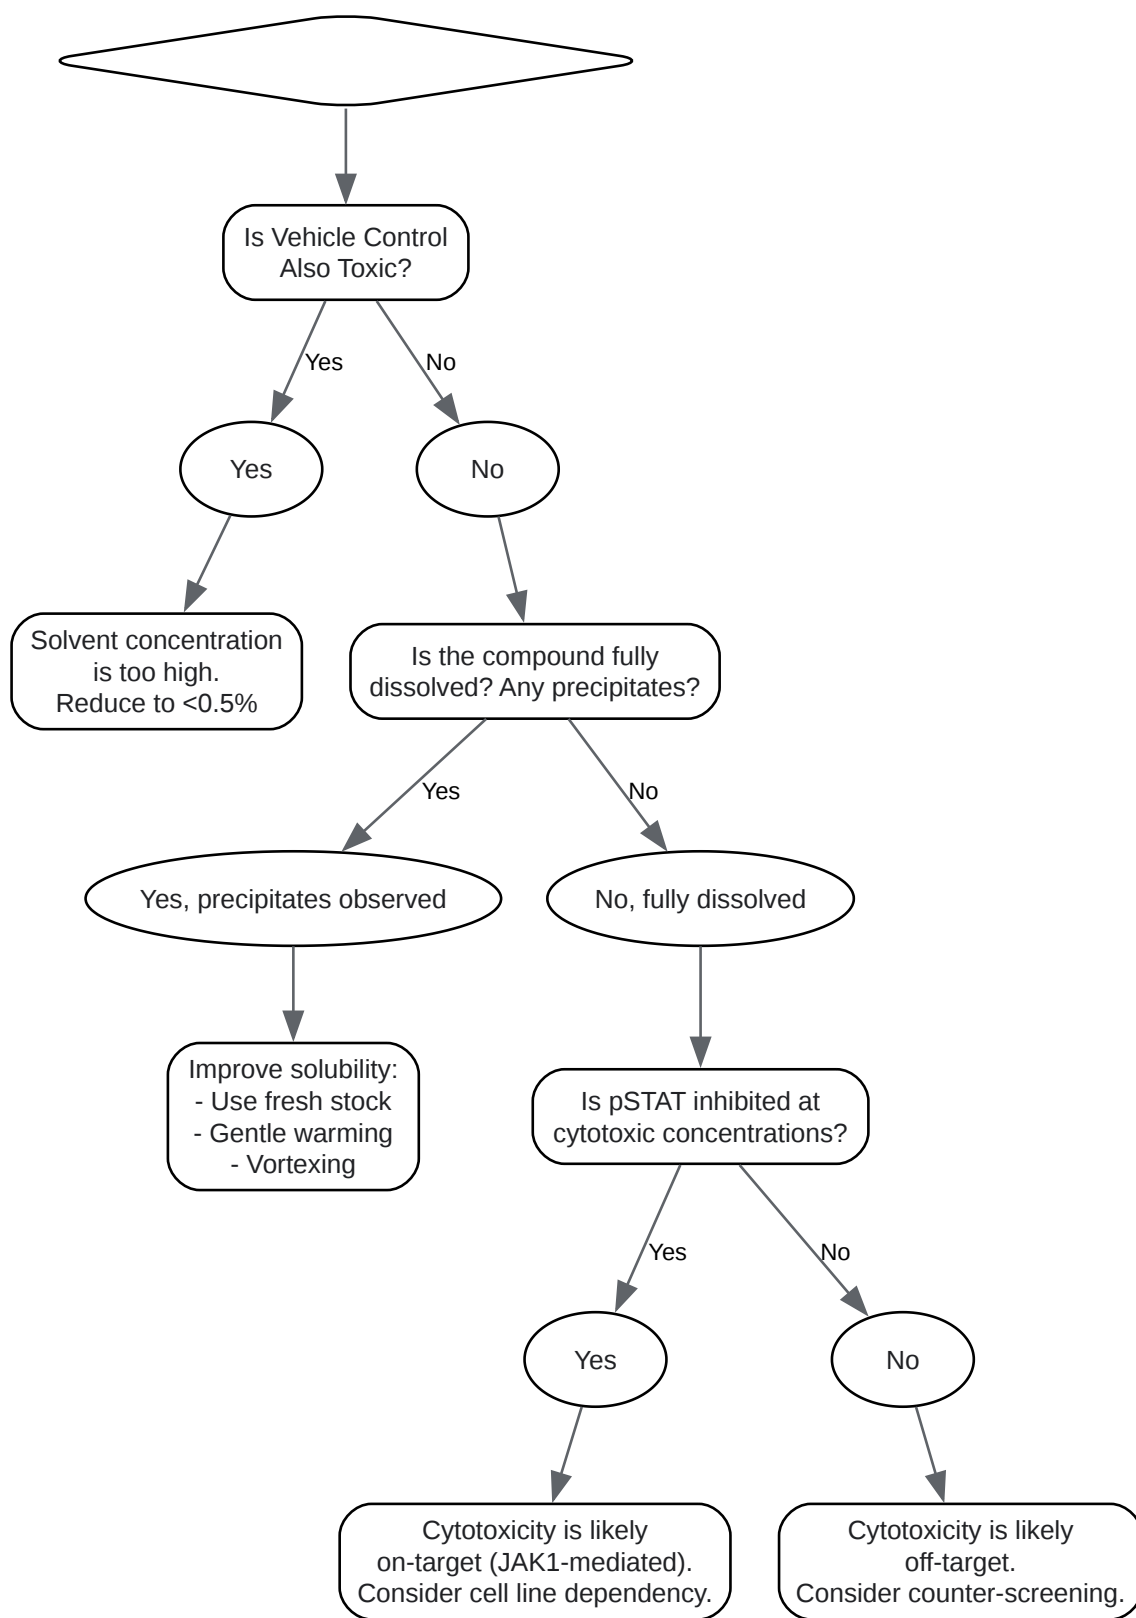 Is Vehicle Control
Also Toxic?
Yes
No
Yes
No
Solvent concentration
is too high.
Reduce to <0.5%
Is the compound fully
dissolved? Any precipitates?
Yes
No
Yes, precipitates observed
No, fully dissolved
Improve solubility:
- Use fresh stock
- Gentle warming
- Vortexing
Is pSTAT inhibited at
cytotoxic concentrations?
Yes
No
Yes
No
Cytotoxicity is likely
on-target (JAK1-mediated).
Consider cell line dependency.
Cytotoxicity is likely
off-target.
Consider counter-screening.